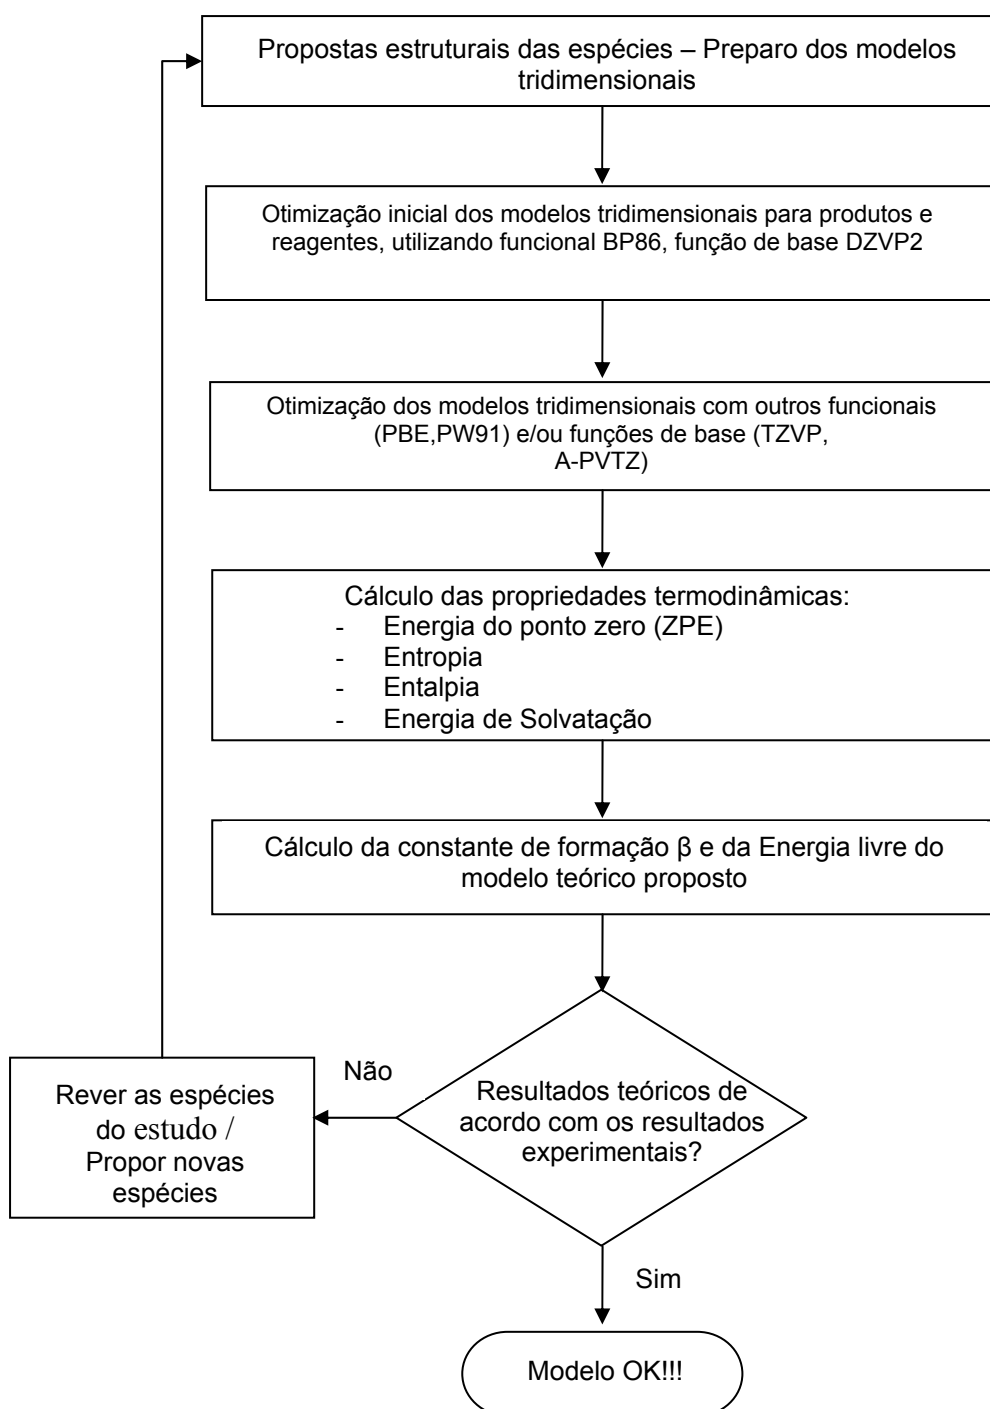 Propostas estruturais das espécies – Preparo dos modelos
tridimensionais
Otimização inicial dos modelos tridimensionais para produtos e
reagentes, utilizando funcional BP86, função de base DZVP2
Otimização dos modelos tridimensionais com outros funcionais
(PBE,PW91) e/ou funções de base (TZVP,
A-PVTZ)
Cálculo das propriedades termodinâmicas:
- Energia do ponto zero (ZPE)
- Entropia
- Entalpia
- Energia de Solvatação
Cálculo da constante de formação β e da Energia livre do
modelo teórico proposto
Resultados teóricos de
acordo com os resultados
experimentais?
Não
Rever as espécies
do estudo /
Propor novas
espécies
Sim
Modelo OK!!!